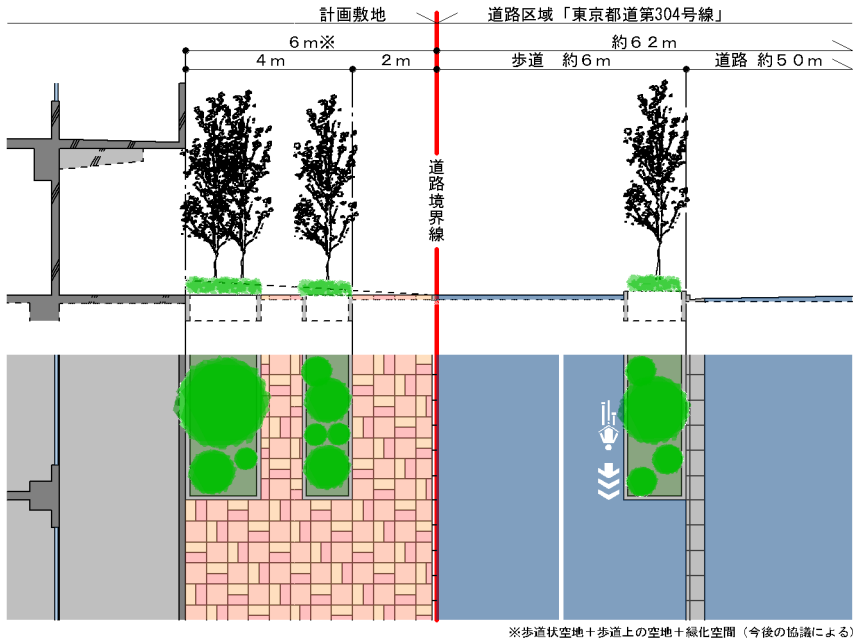 計画敷地
道路区域「東京都道第304号線」
６ｍ※
約６２ｍ
４ｍ
２ｍ
歩道　約６ｍ
道路 約５０ｍ
道路境界線
※歩道状空地＋歩道上の空地＋緑化空間（今後の協議による）